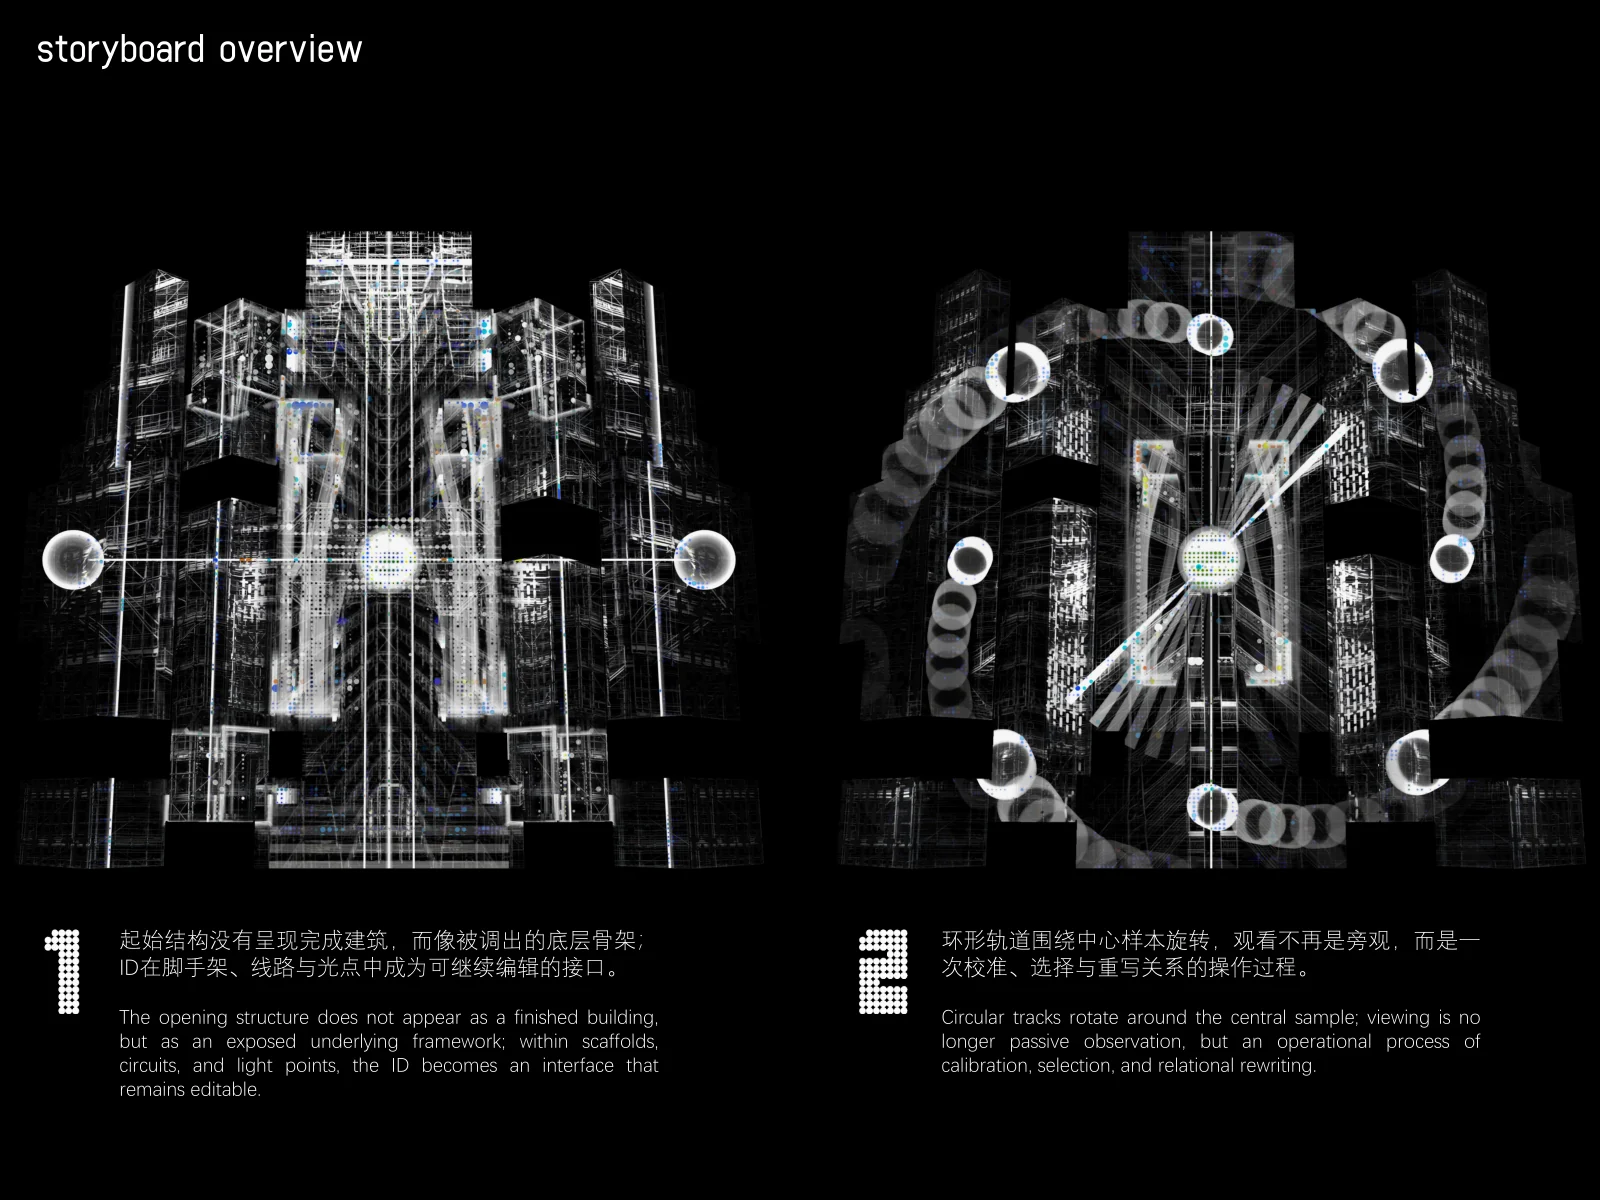 storyboard overview
1
起始结构没有呈现完成建筑，而像被调出的底层骨架；
ID在脚手架、线路与光点中成为可继续编辑的接口。
The opening structure does not appear as a finished building,
but as an exposed underlying framework; within scaffolds,
circuits, and light points, the ID becomes an interface that
remains editable.
2
环形轨道围绕中心样本旋转，观看不再是旁观，而是一
次校准、选择与重写关系的操作过程。
Circular tracks rotate around the central sample; viewing is no
longer passive observation, but an operational process of
calibration, selection, and relational rewriting.